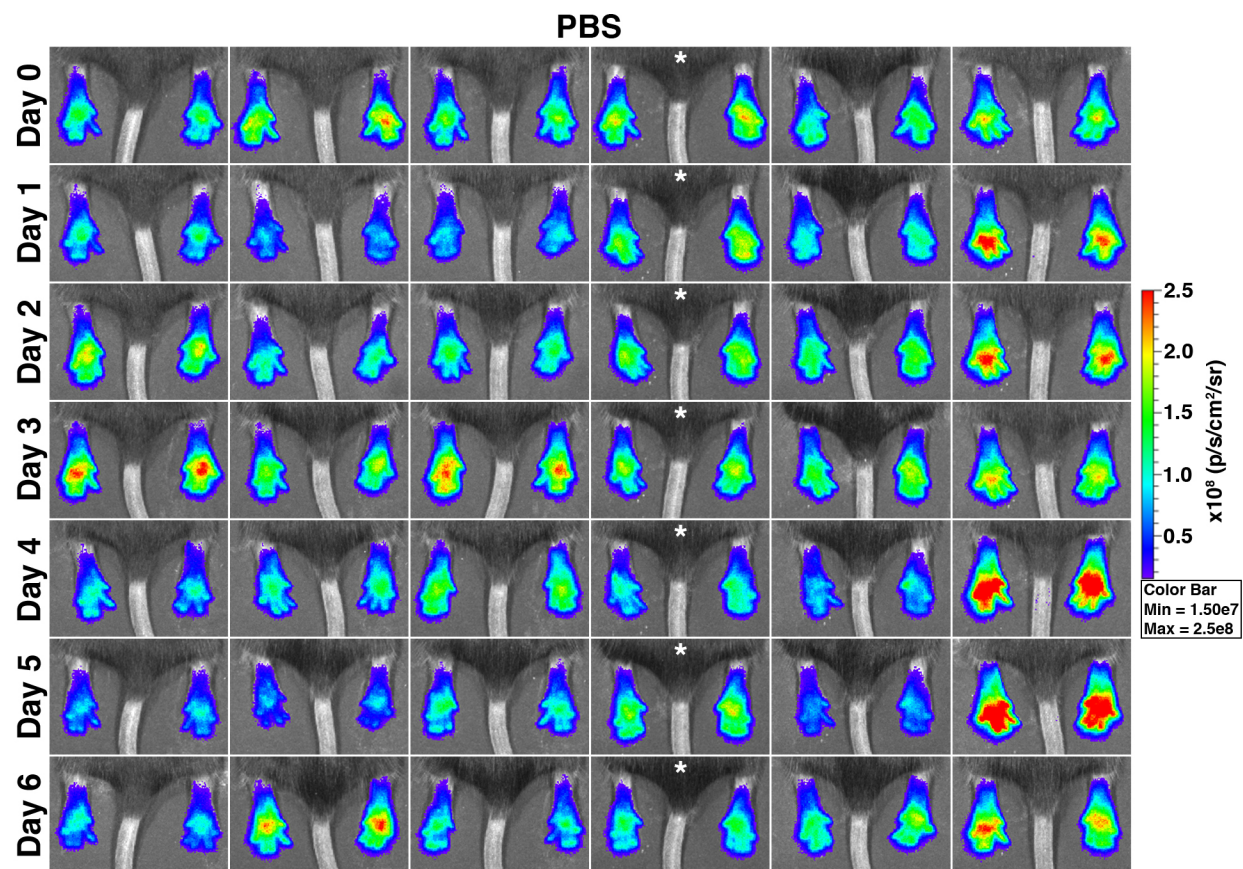 PBS
Day 0
*
Day 1
*
Day 2
*
Day 3
*
Day 4
*
Day 5
*
Day 6
*
2.5
2.0
1.5
1.0
0.5
x10⁸ (p/s/cm²/sr)
Color Bar
Min = 1.50e7
Max = 2.5e8